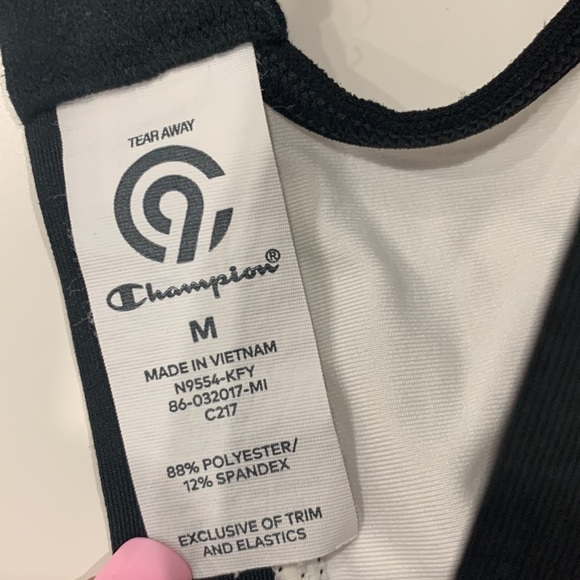 TEAR AWAY
C9
Champion®
M
MADE IN VIETNAM
N9554-KFY
86-032017-MI
C217
88% POLYESTER/
12% SPANDEX
EXCLUSIVE OF TRIM
AND ELASTICS